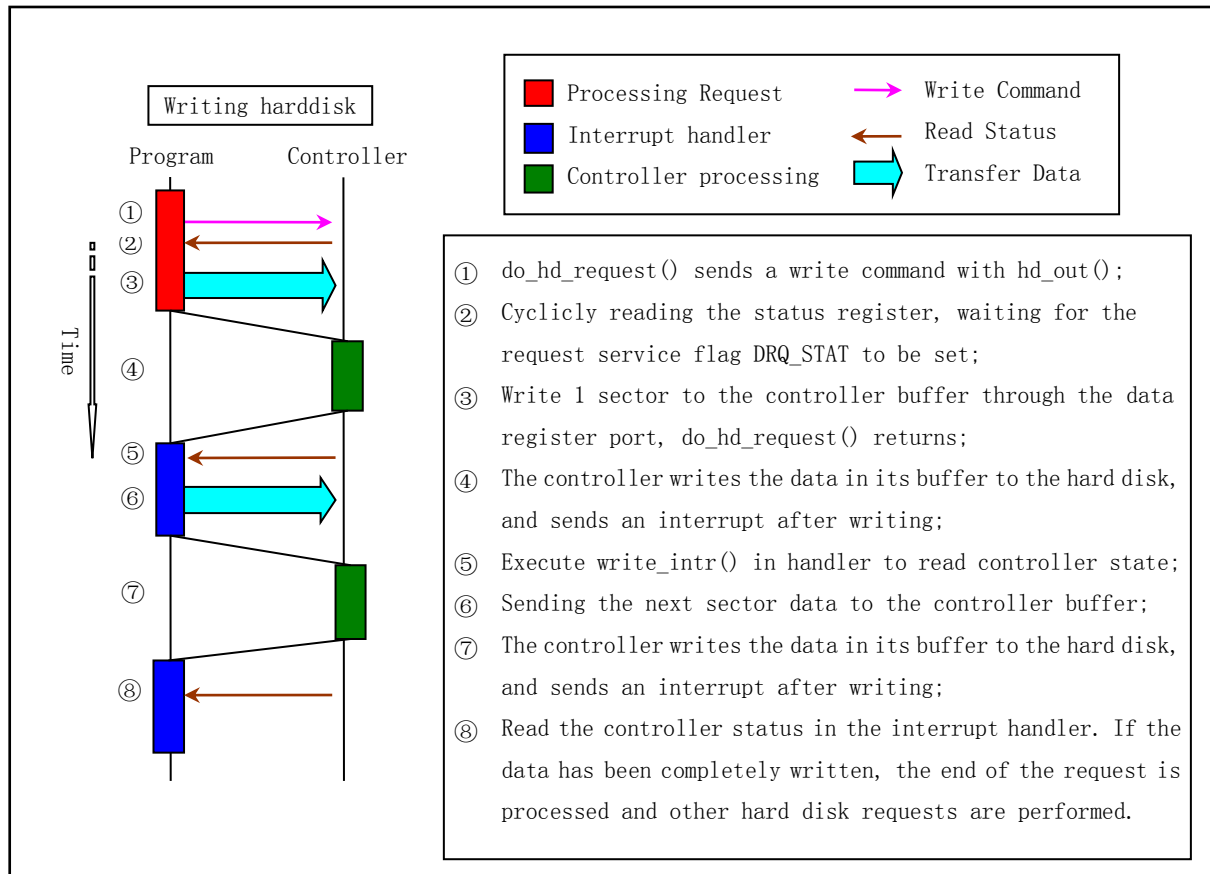 Writing harddisk
Program
Controller
①
②
③
④
⑤
⑥
⑦
⑧
Time
Processing Request
Interrupt handler
Controller processing
Write Command
Read Status
Transfer Data
① do_hd_request() sends a write command with hd_out();
② Cyclicly reading the status register, waiting for the
request service flag DRQ_STAT to be set;
③ Write 1 sector to the controller buffer through the data
register port, do_hd_request() returns;
④ The controller writes the data in its buffer to the hard disk,
and sends an interrupt after writing;
⑤ Execute write_intr() in handler to read controller state;
⑥ Sending the next sector data to the controller buffer;
⑦ The controller writes the data in its buffer to the hard disk,
and sends an interrupt after writing;
⑧ Read the controller status in the interrupt handler. If the
data has been completely written, the end of the request is
processed and other hard disk requests are performed.